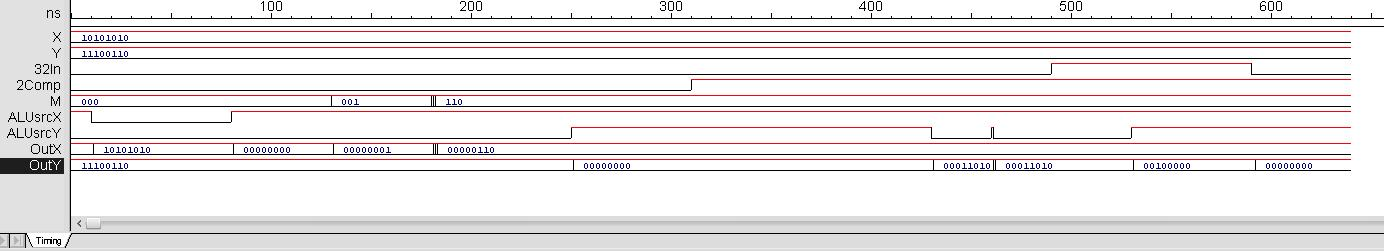 ns 100 200 300 400 500 600
X 10101010
Y 11100110
32In
2Comp
M 000 001 110
ALUsrcX
ALUsrcY
OutX 10101010 00000000 00000001 00000110
OutY 11100110 00000000 00011010 00011010 00100000 00000000
Timing